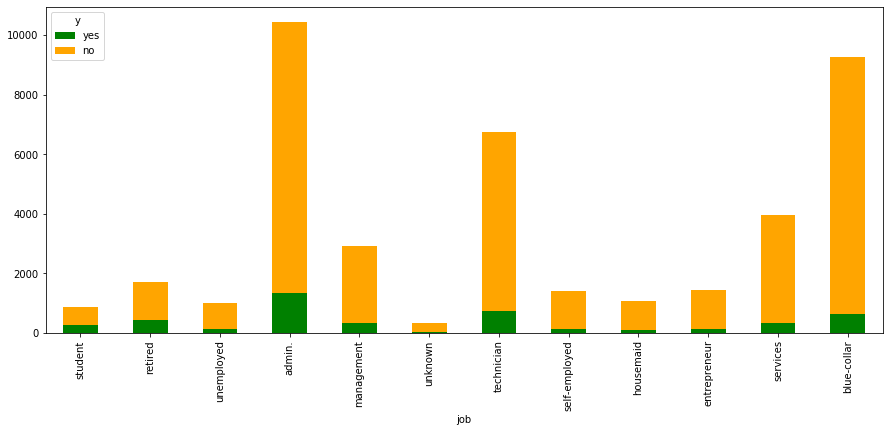 y
yes
no
10000
8000
6000
4000
2000
0
student
retired
unemployed
admin.
management
unknown
technician
self-employed
housemaid
entrepreneur
services
blue-collar
job